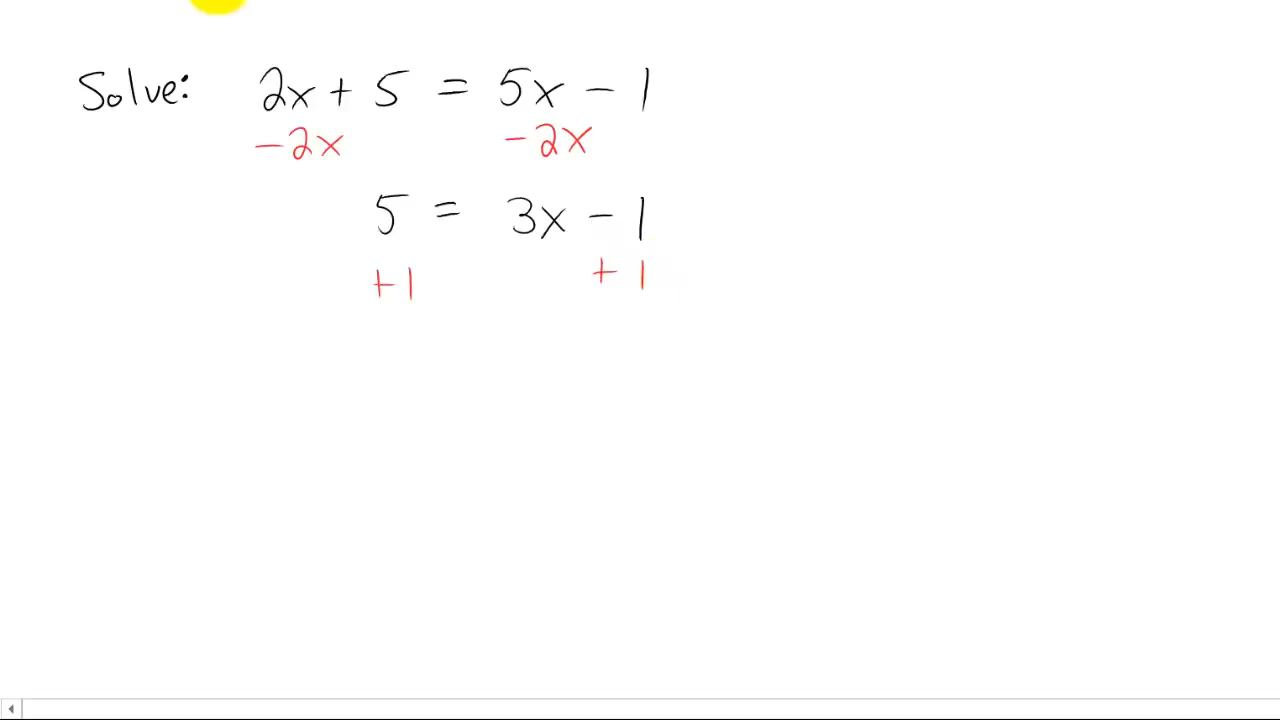 Solve: 2x + 5 = 5x - 1
-2x -2x
5 = 3x - 1
+1 + 1